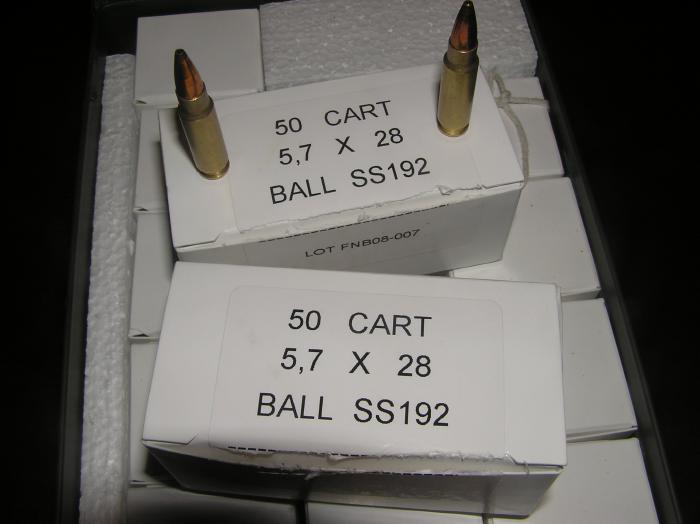 50 CART
5,7 X 28
BALL SS192
LOT FNB08-007
50 CART
5,7 X 28
BALL SS192